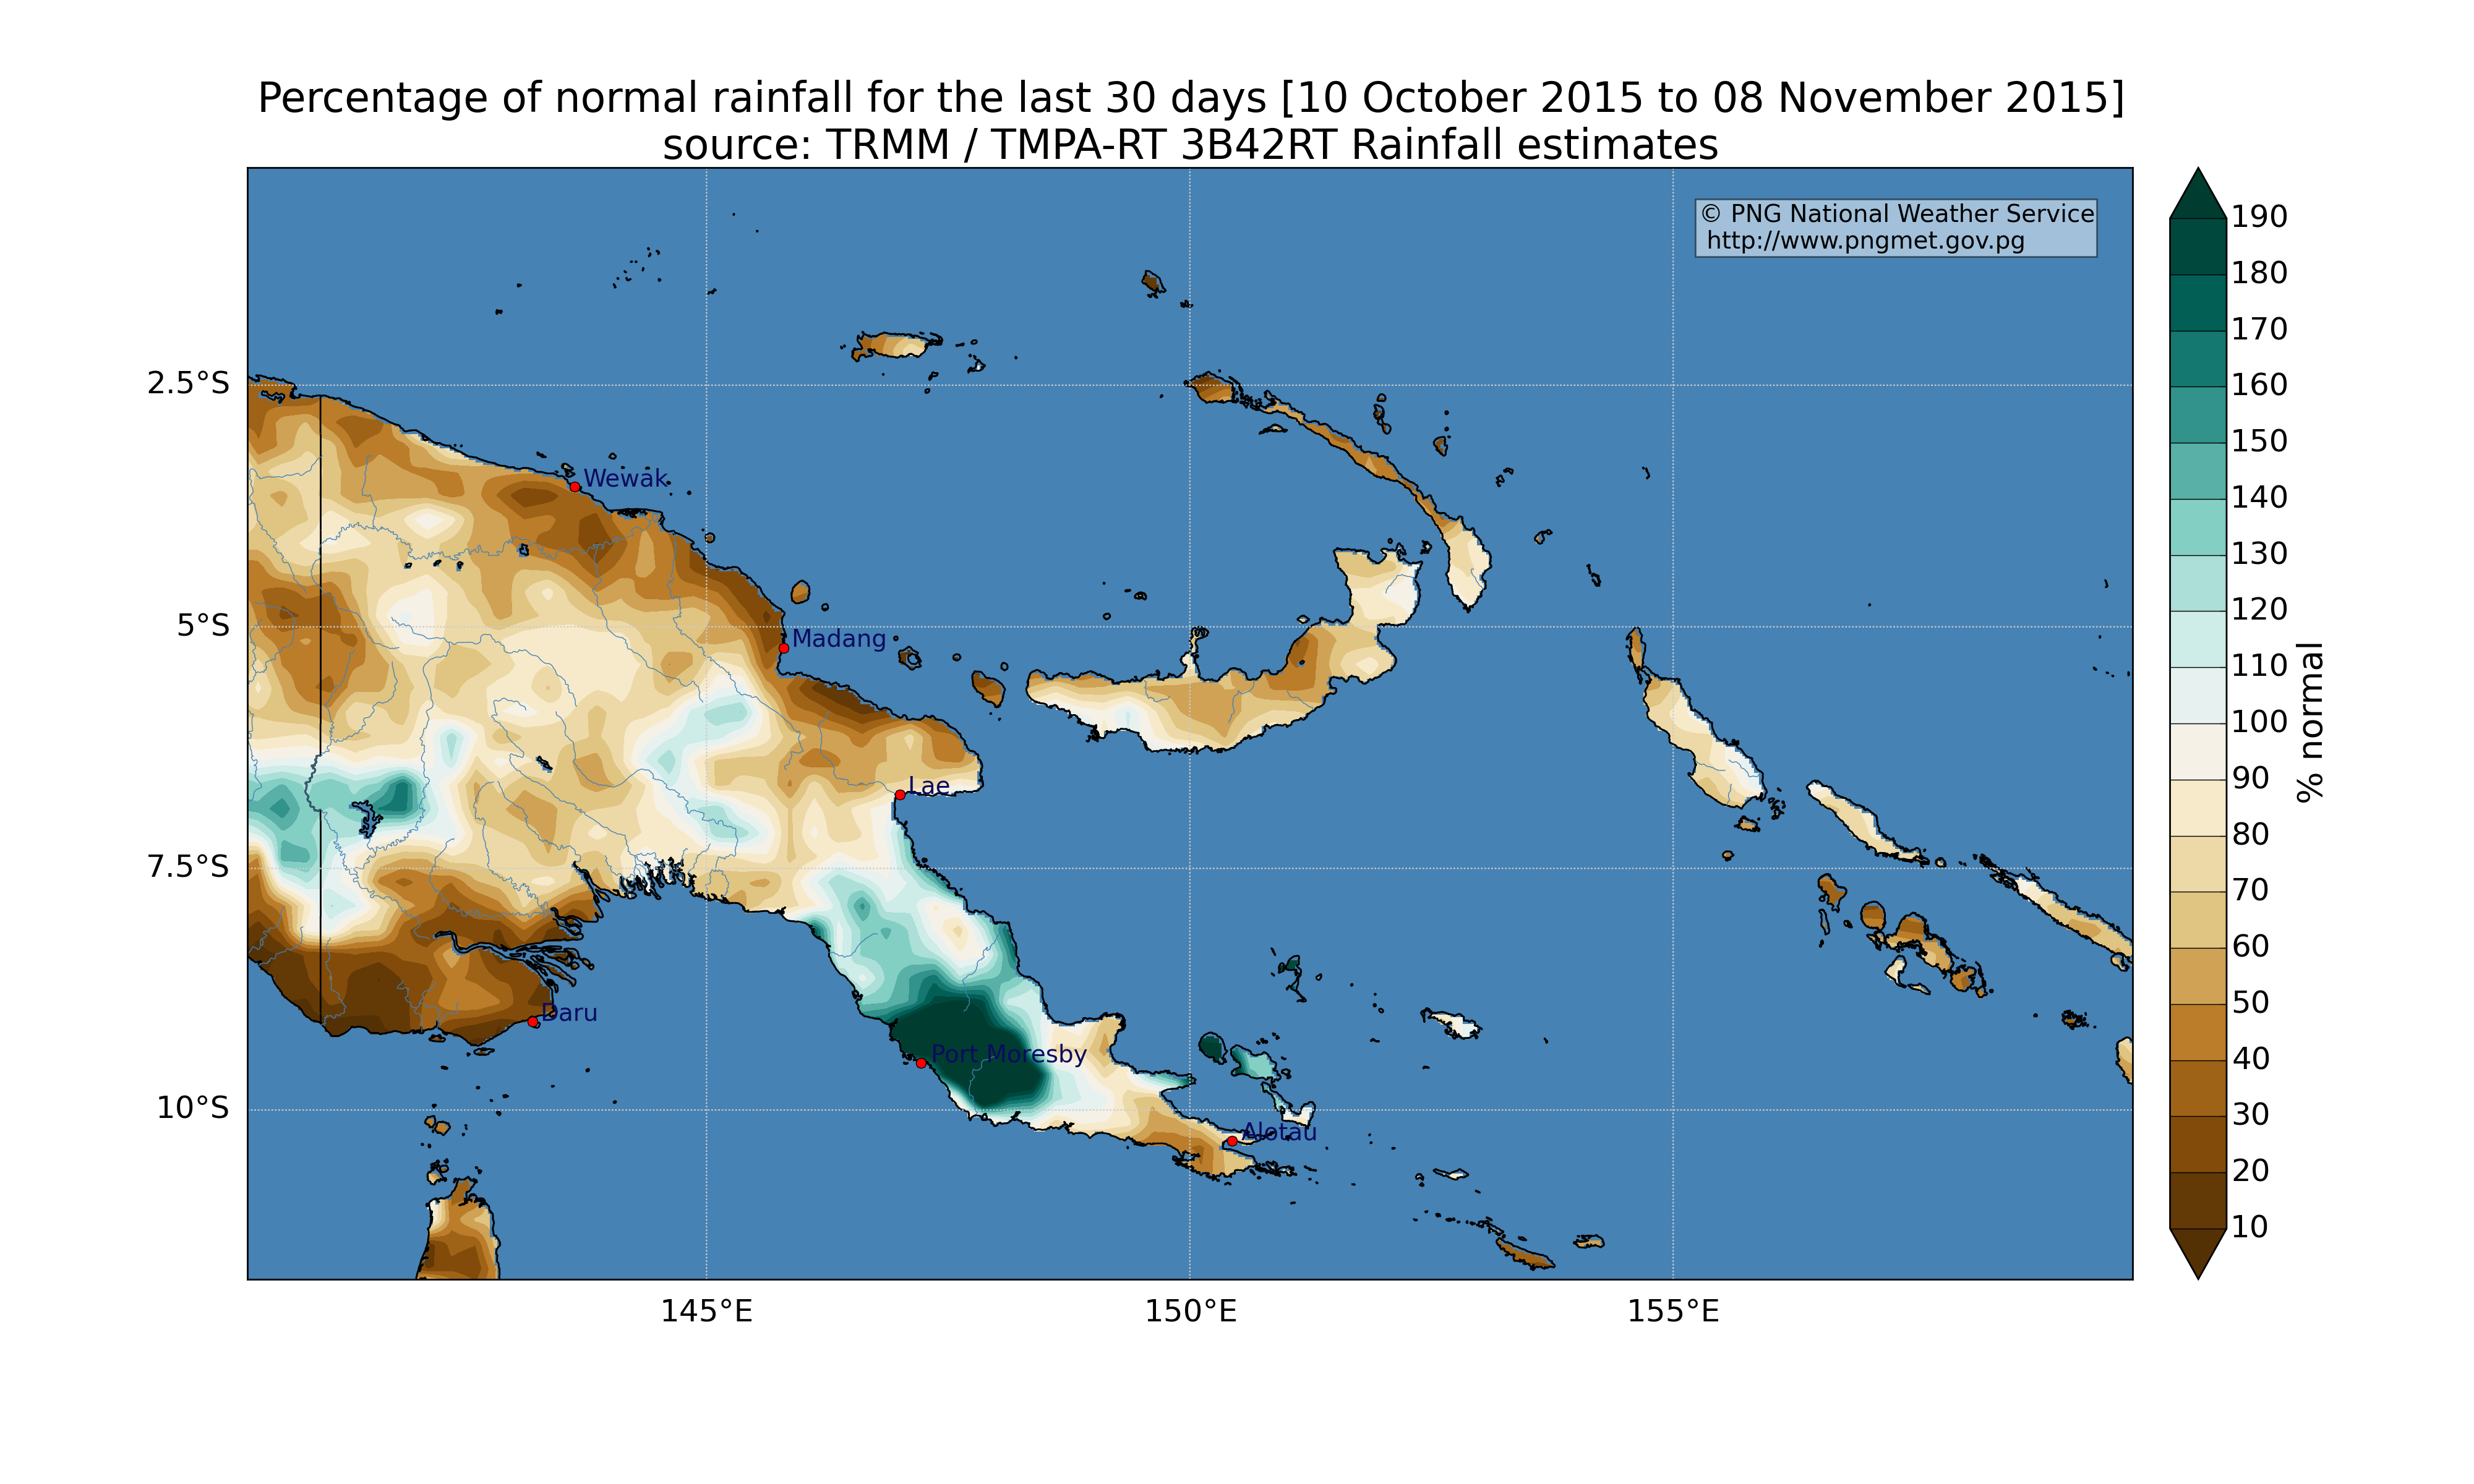 Percentage of normal rainfall for the last 30 days [10 October 2015 to 08 November 2015]
source: TRMM / TMPA-RT 3B42RT Rainfall estimates
© PNG National Weather Service
http://www.pngmet.gov.pg
190
180
170
160
150
140
130
120
110
100
90
80
70
60
50
40
30
20
10
% normal
2.5°S
5°S
7.5°S
10°S
Wewak
Madang
Lae
Daru
Port Moresby
Alotau
145°E
150°E
155°E